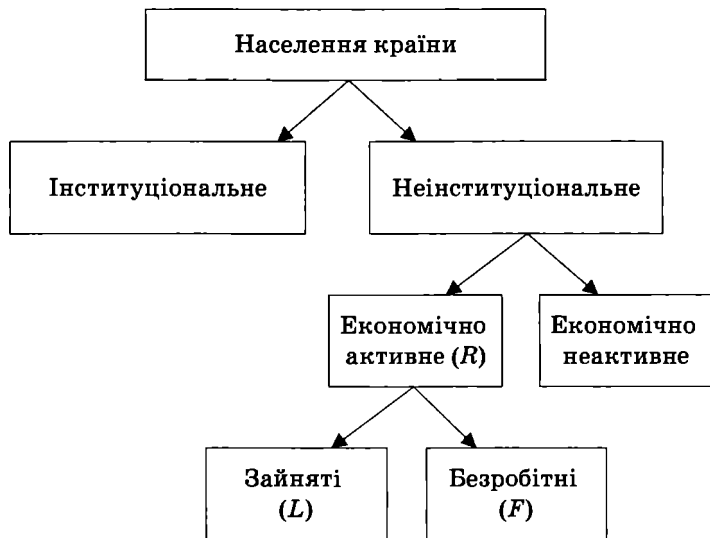 Населення країни
Інституціональне
Неінституціональне
Економічно
активне (R)
Економічно
неактивне
Зайняті
(L)
Безробітні
(F)